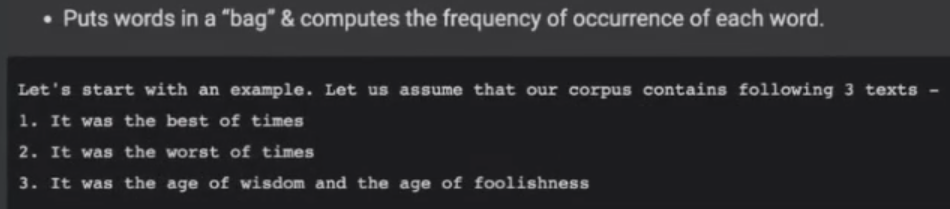 • Puts words in a "bag" & computes the frequency of occurrence of each word.
Let's start with an example. Let us assume that our corpus contains following 3 texts –
1. It was the best of times
2. It was the worst of times
3. It was the age of wisdom and the age of foolishness